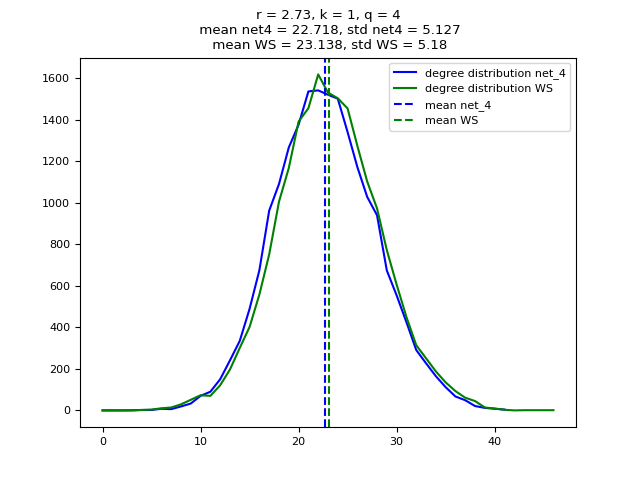 r = 2.73, k = 1, q = 4
mean net4 = 22.718, std net4 = 5.127
mean WS = 23.138, std WS = 5.18
degree distribution net_4
degree distribution WS
mean net_4
mean WS
1600
1400
1200
1000
800
600
400
200
0
0 10 20 30 40